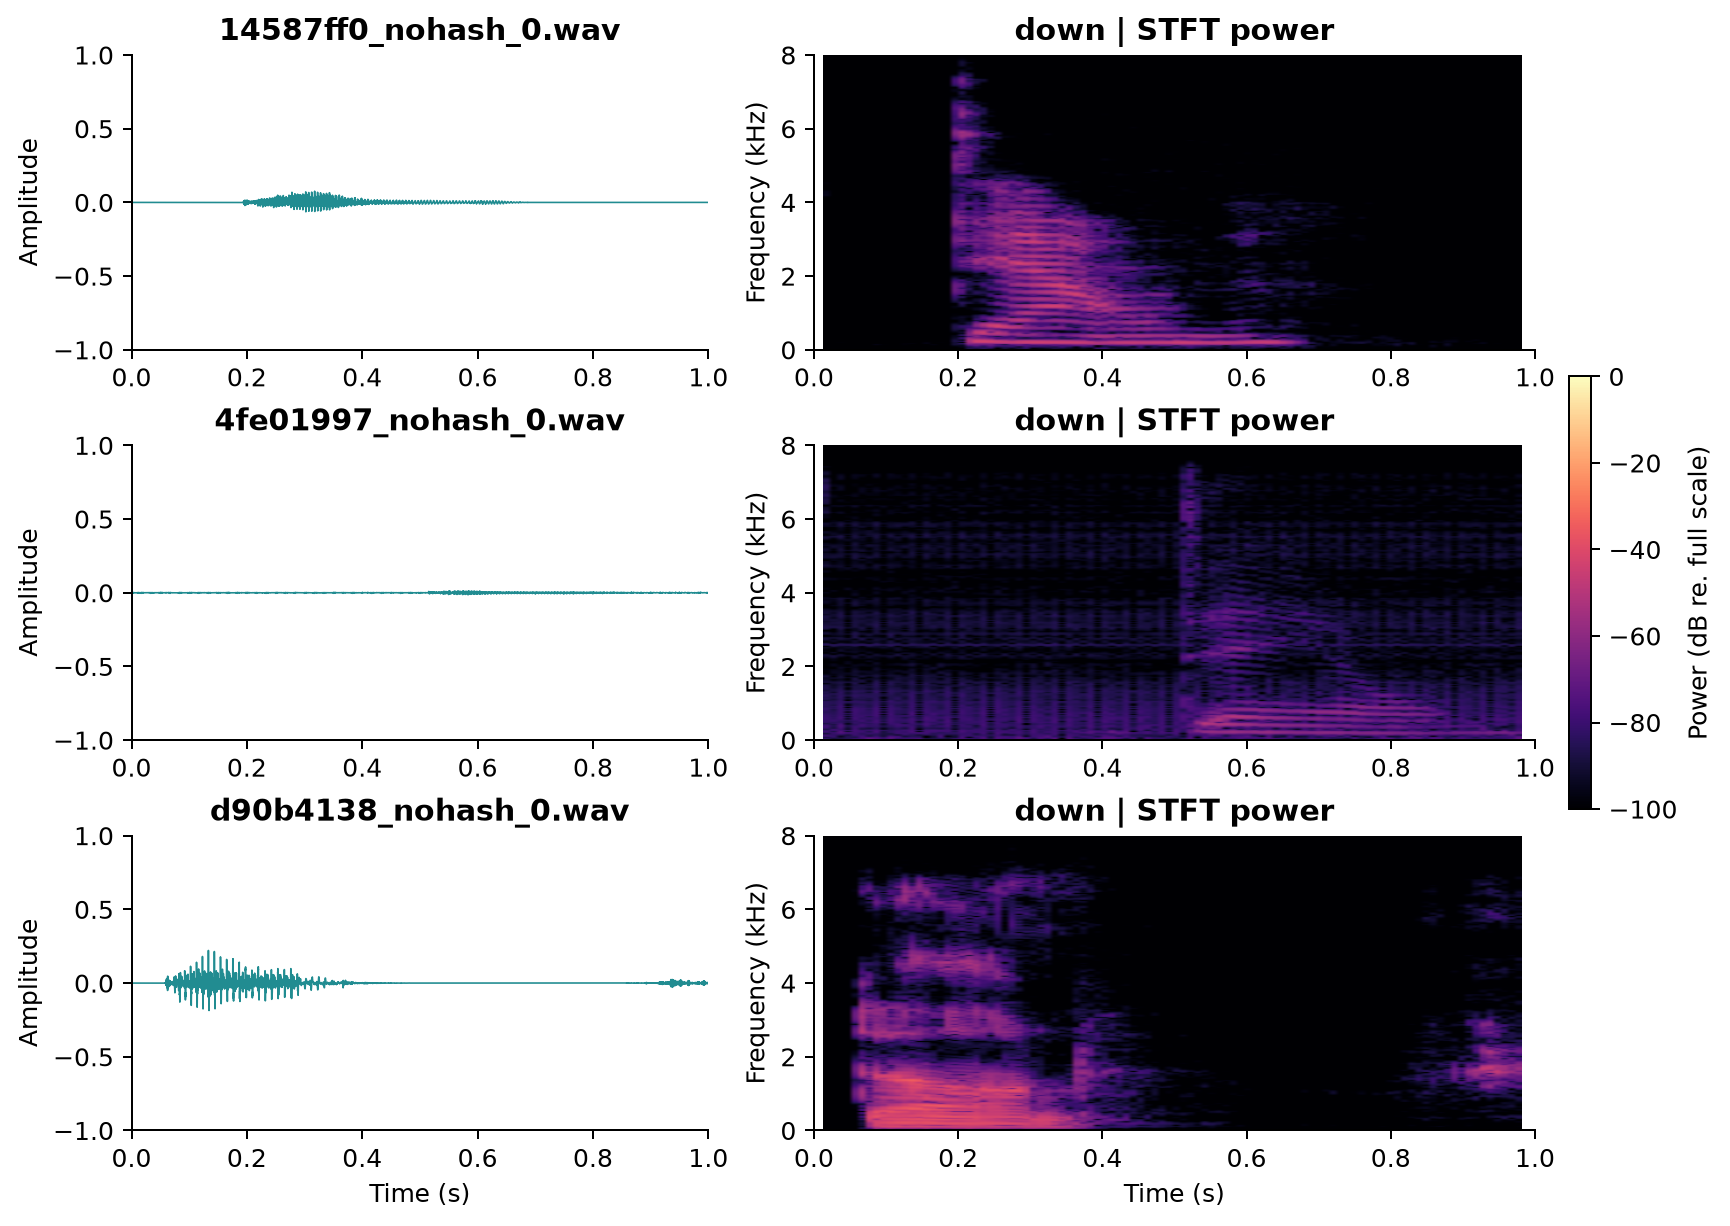 14587ff0_nohash_0.wav
down | STFT power
1.0
0.5
0.0
−0.5
−1.0
Amplitude
0.0 0.2 0.4 0.6 0.8 1.0
8
6
4
2
0
Frequency (kHz)
0.0 0.2 0.4 0.6 0.8 1.0
4fe01997_nohash_0.wav
down | STFT power
1.0
0.5
0.0
−0.5
−1.0
Amplitude
0.0 0.2 0.4 0.6 0.8 1.0
8
6
4
2
0
Frequency (kHz)
0.0 0.2 0.4 0.6 0.8 1.0
d90b4138_nohash_0.wav
down | STFT power
1.0
0.5
0.0
−0.5
−1.0
Amplitude
0.0 0.2 0.4 0.6 0.8 1.0
Time (s)
8
6
4
2
0
Frequency (kHz)
0.0 0.2 0.4 0.6 0.8 1.0
Time (s)
0
−20
−40
−60
−80
−100
Power (dB re. full scale)